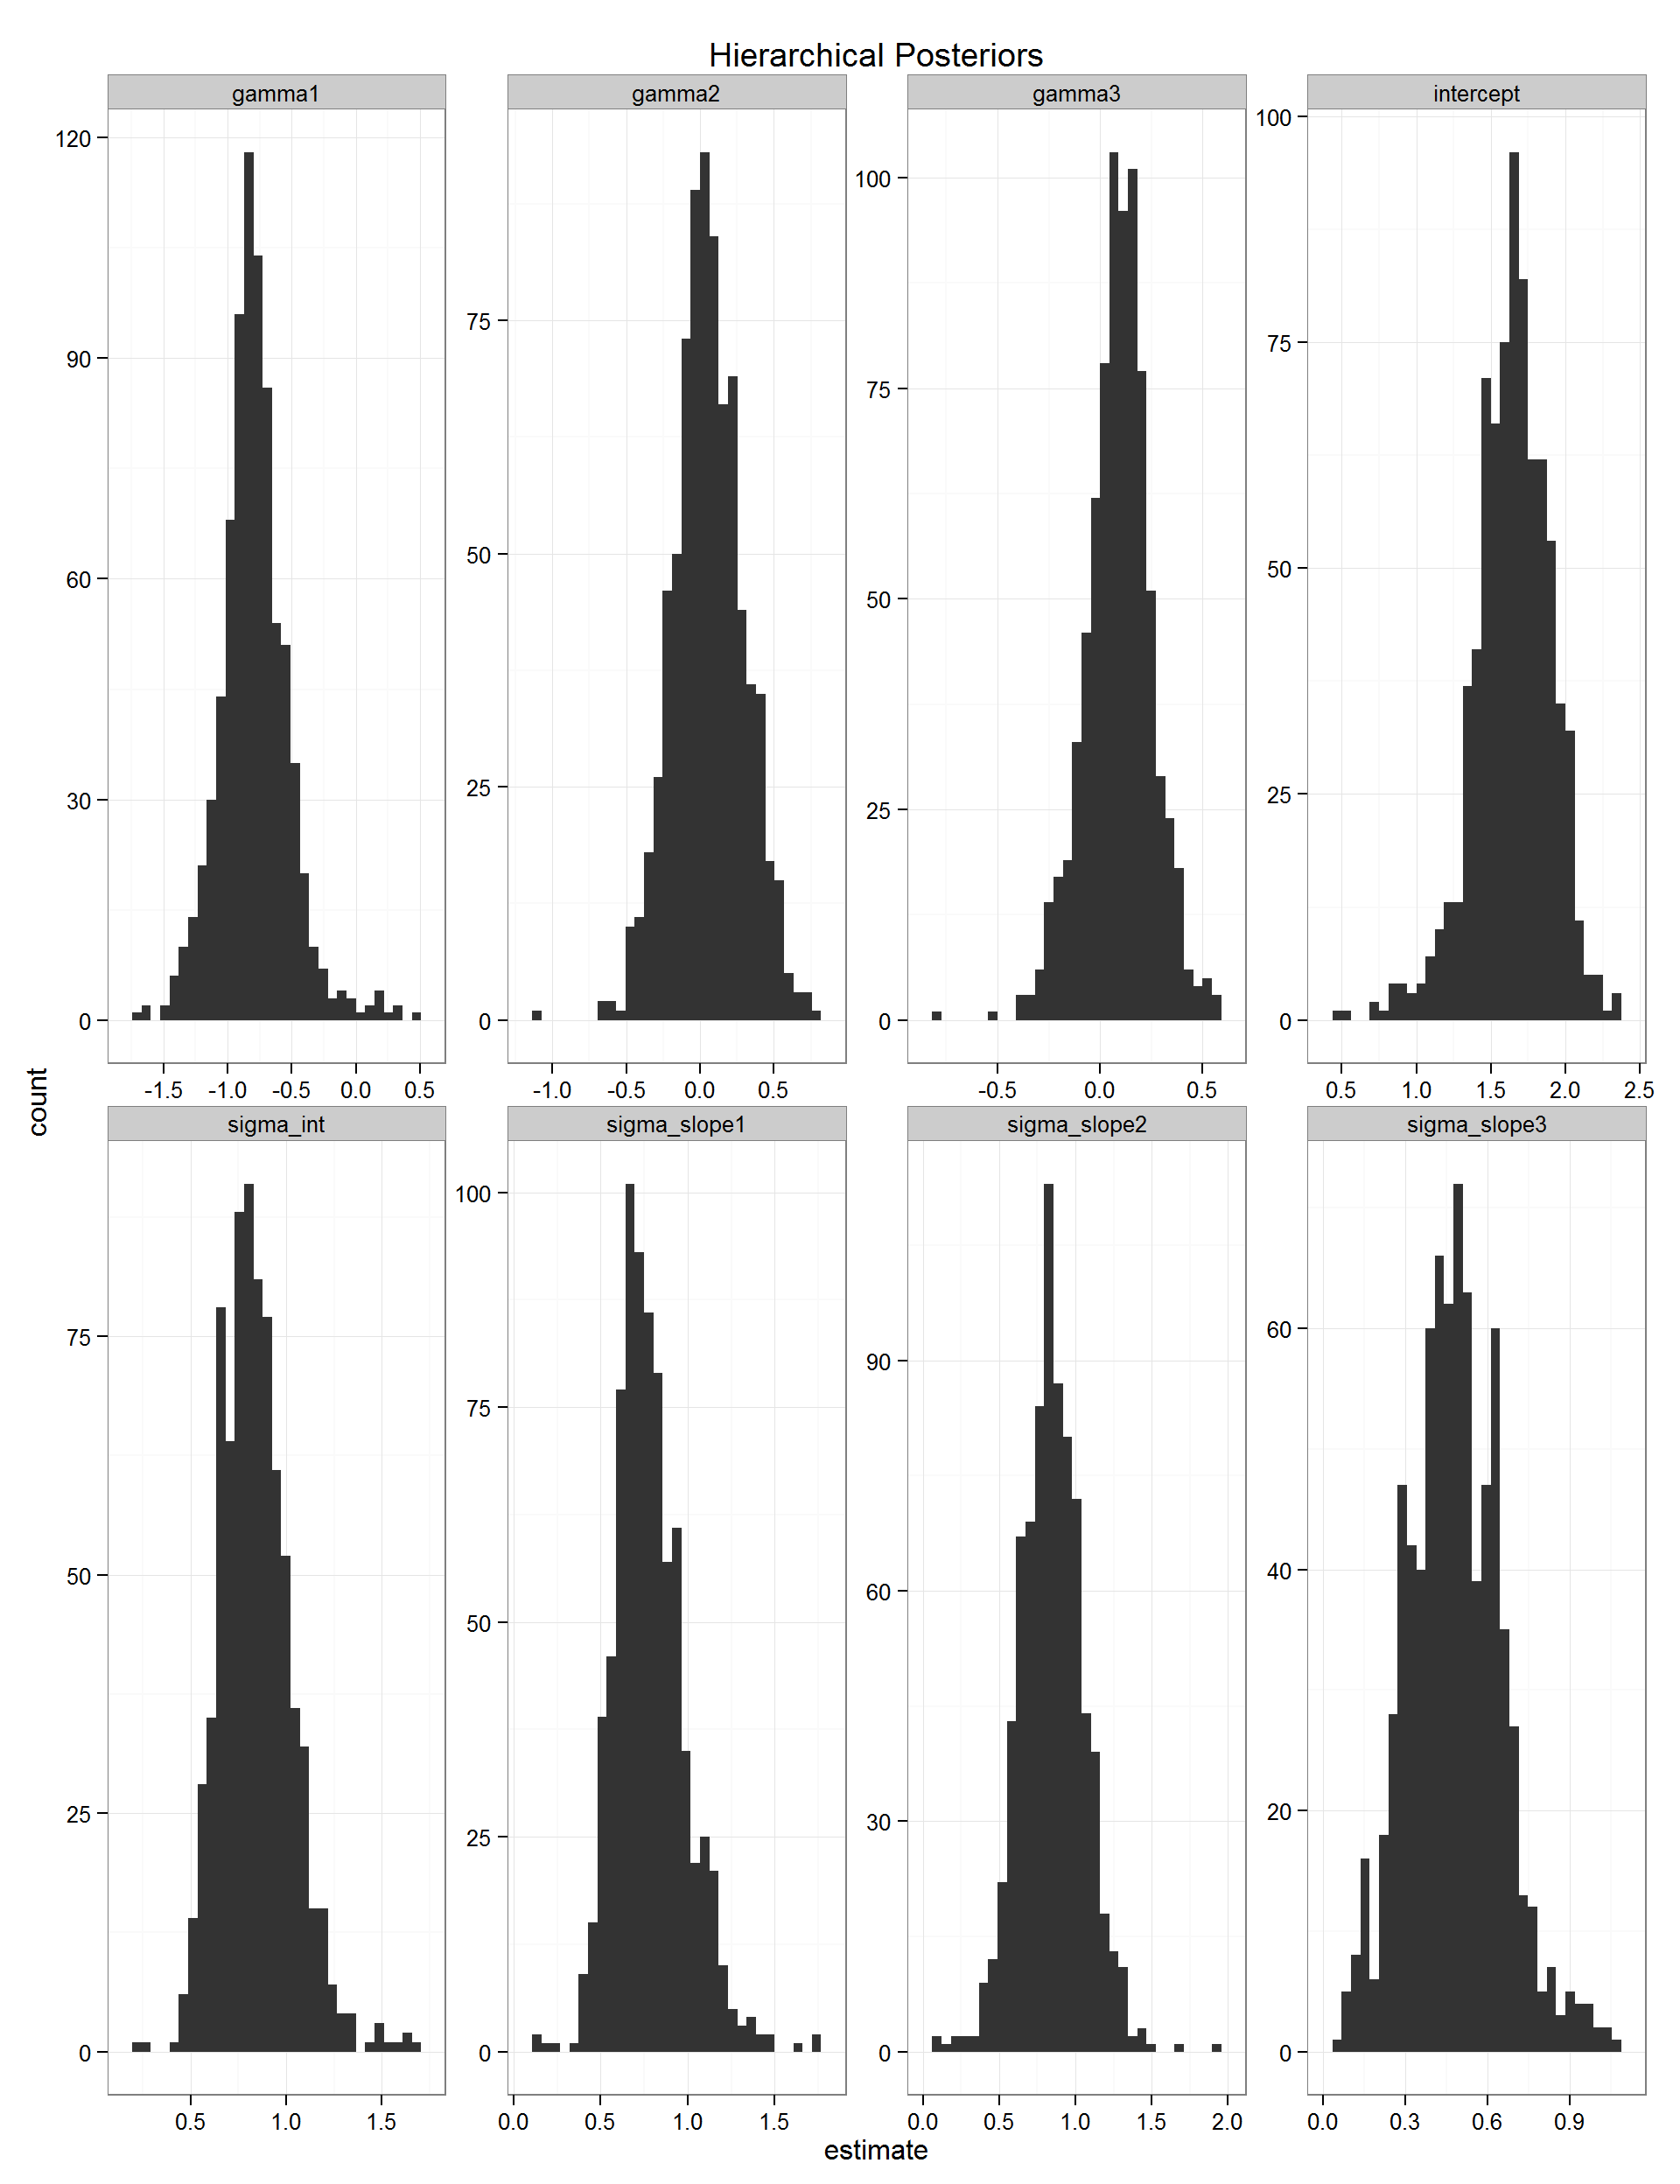 Hierarchical Posteriors
gamma1 gamma2 gamma3 intercept
120
90
60
30
0
75
50
25
0
100
75
50
25
0
100
75
50
25
0
-1.5 -1.0 -0.5 0.0 0.5
-1.0 -0.5 0.0 0.5
-0.5 0.0 0.5
0.5 1.0 1.5 2.0 2.5
count
sigma_int sigma_slope1 sigma_slope2 sigma_slope3
75
50
25
0
100
75
50
25
0
90
60
30
0
60
40
20
0
0.5 1.0 1.5
0.0 0.5 1.0 1.5
0.0 0.5 1.0 1.5 2.0
0.0 0.3 0.6 0.9
estimate